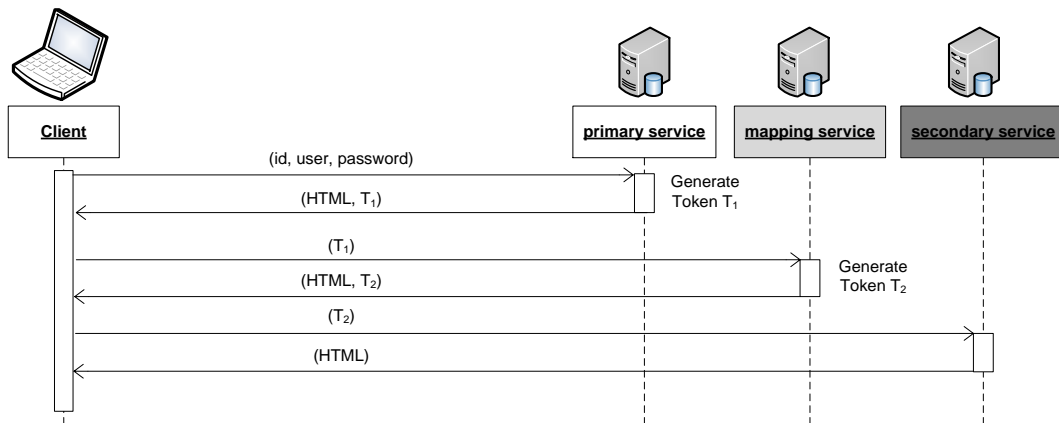 Client
primary service
mapping service
secondary service
(id, user, password)
Generate
Token T₁
(HTML, T₁)
(T₁)
Generate
Token T₂
(HTML, T₂)
(T₂)
(HTML)